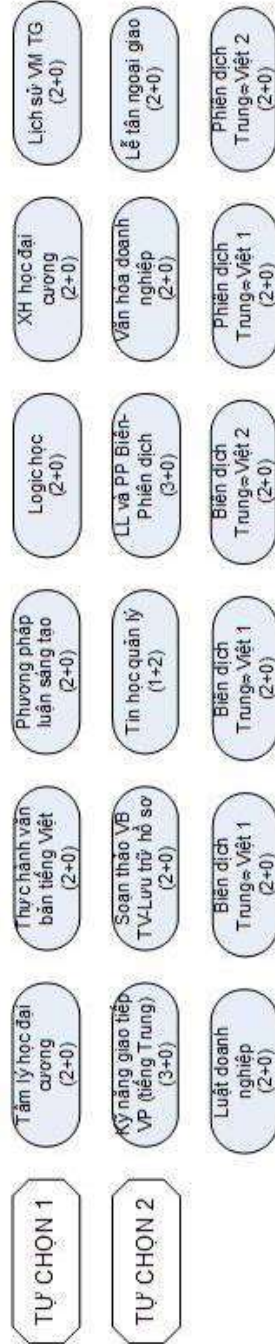 TỰ CHỌN 1
Tâm lý học đại
cương
(2+0)
Thực hành văn
bản tiếng Việt
(2+0)
Phương pháp
luận sáng tạo
(2+0)
Logic học
(2+0)
XH học đại
cương
(2+0)
Lịch sử VM TG
(2+0)
TỰ CHỌN 2
Kỹ năng giao tiếp
VP (tiếng Trung)
(3+0)
Soạn thảo VB
TV-Lưu trữ hồ sơ
(2+0)
Tin học quản lý
(1+2)
LL và PP Biên-
Phiên dịch
(3+0)
Văn hóa doanh
nghiệp
(2+0)
Lễ tân ngoại giao
(2+0)
Luật doanh
nghiệp
(2+0)
Biên dịch
Trung⇔Việt 1
(2+0)
Biên dịch
Trung⇔Việt 1
(2+0)
Biên dịch
Trung⇔Việt 2
(2+0)
Phiên dịch
Trung⇔Việt 1
(2+0)
Phiên dịch
Trung⇔Việt 2
(2+0)